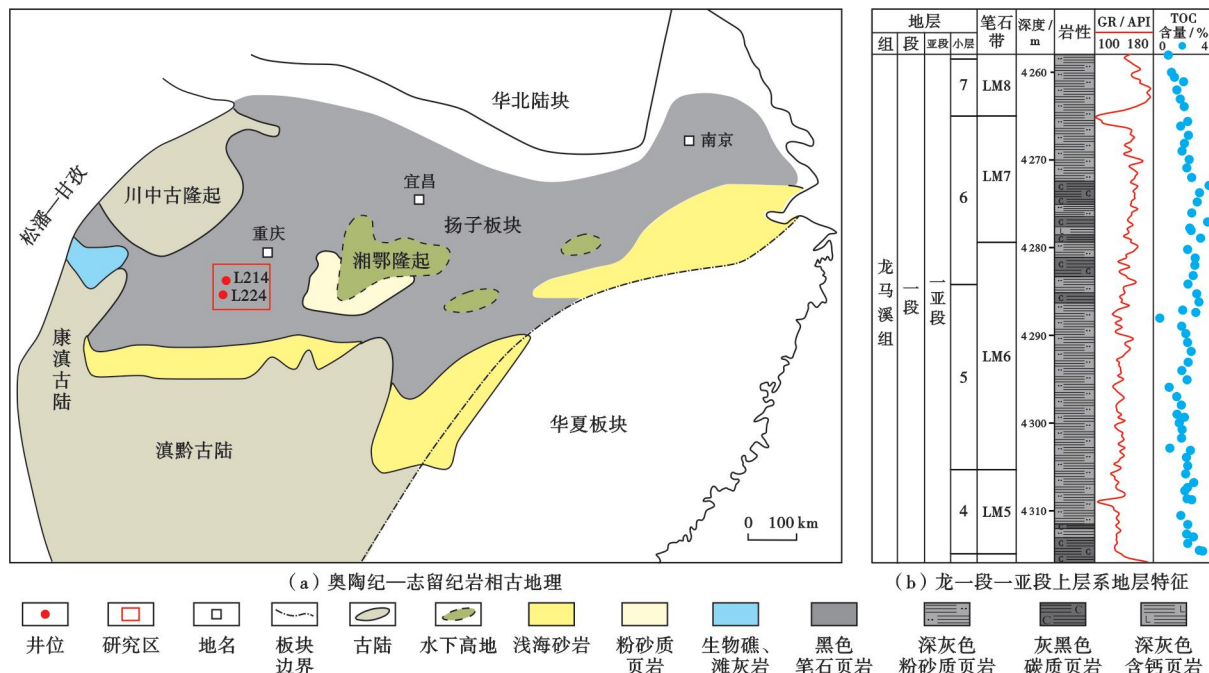 华北陆块
南京
松潘—甘孜
川中古隆起
宜昌
扬子板块
重庆
湘鄂隆起
L214
L224
康滇古陆
华夏板块
滇黔古陆
0 100 km
(a)奥陶纪—志留纪岩相古地理
地层
笔石带
深度/m
岩性
GR/API
TOC含量/%
组
段
亚段
小层
100 180
0 4
龙马溪组
一段
一亚段
7
LM8
4 260
6
LM7
4 270
4 280
5
LM6
4 290
4 300
4
LM5
4 310
(b)龙一段一亚段上层系地层特征
井位
研究区
地名
板块边界
古陆
水下高地
浅海砂岩
粉砂质页岩
生物礁、滩灰岩
黑色笔石页岩
深灰色粉砂质页岩
灰黑色碳质页岩
深灰色含钙页岩